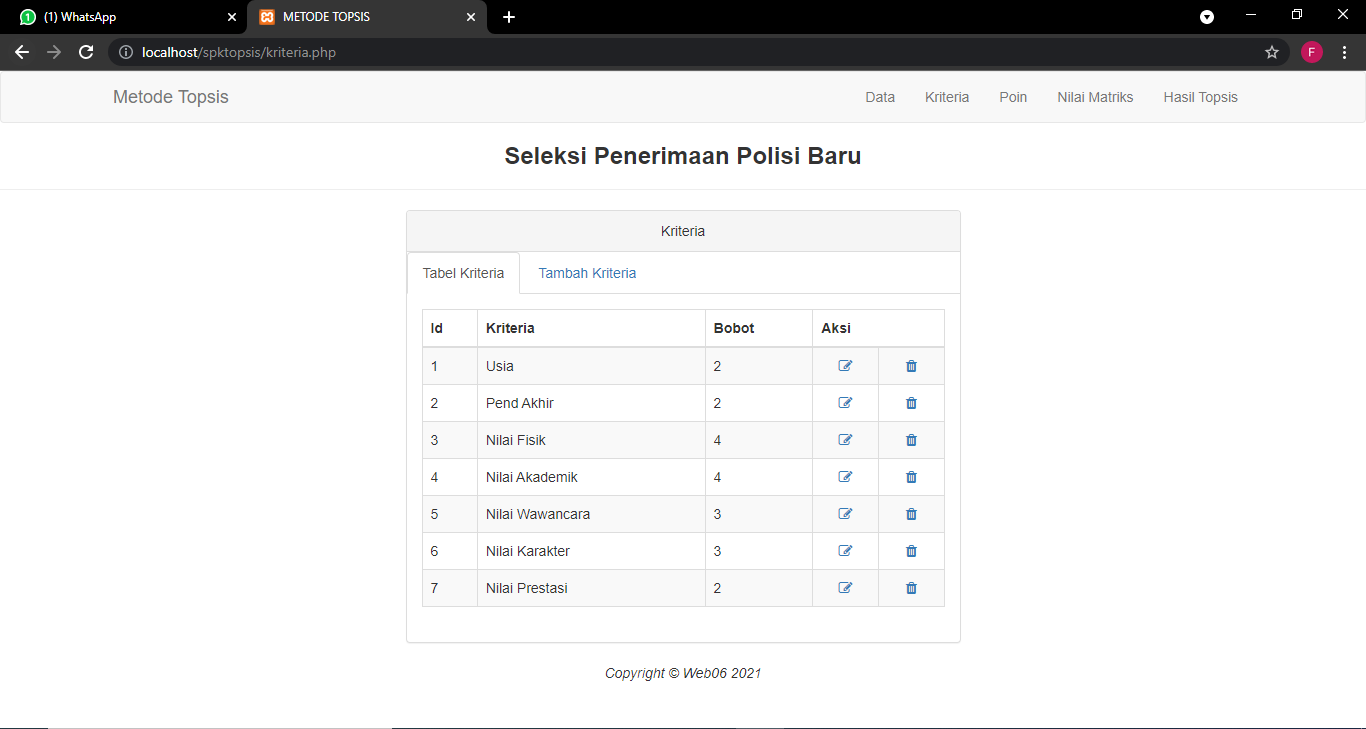 (1) WhatsApp
METODE TOPSIS
localhost/spktopsis/kriteria.php
F
Metode Topsis
Data Kriteria Poin Nilai Matriks Hasil Topsis
Seleksi Penerimaan Polisi Baru
Kriteria
Tabel Kriteria Tambah Kriteria
Id Kriteria Bobot Aksi
1 Usia 2
2 Pend Akhir 2
3 Nilai Fisik 4
4 Nilai Akademik 4
5 Nilai Wawancara 3
6 Nilai Karakter 3
7 Nilai Prestasi 2
Copyright © Web06 2021